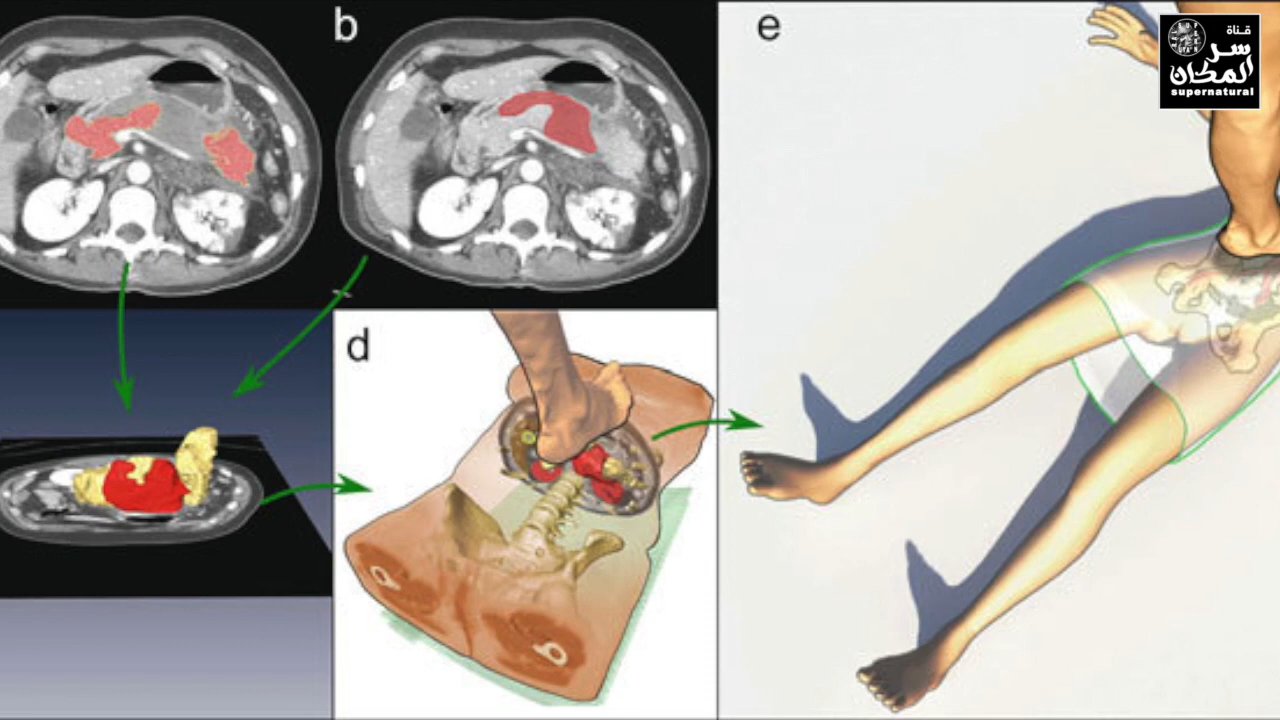 b
e
قناة
سر
المكان
supernatural
d